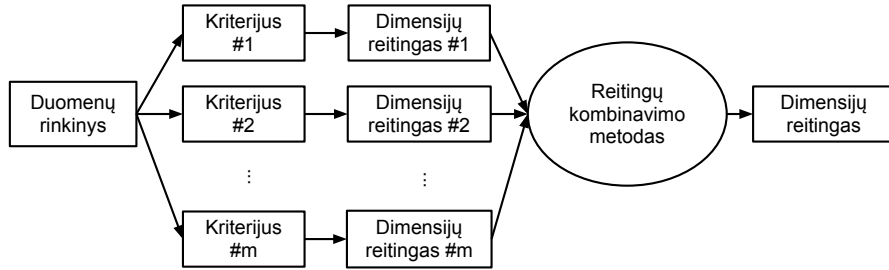 Duomenų
rinkinys
Kriterijus
#1
Dimensijų
reitingas #1
Kriterijus
#2
Dimensijų
reitingas #2
⋮
⋮
Kriterijus
#m
Dimensijų
reitingas #m
Reitingų
kombinavimo
metodas
Dimensijų
reitingas